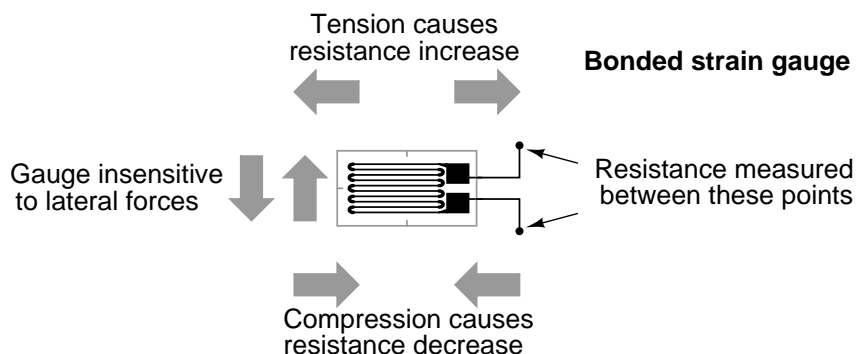 Tension causes
resistance increase
Bonded strain gauge
Gauge insensitive
to lateral forces
Resistance measured
between these points
Compression causes
resistance decrease